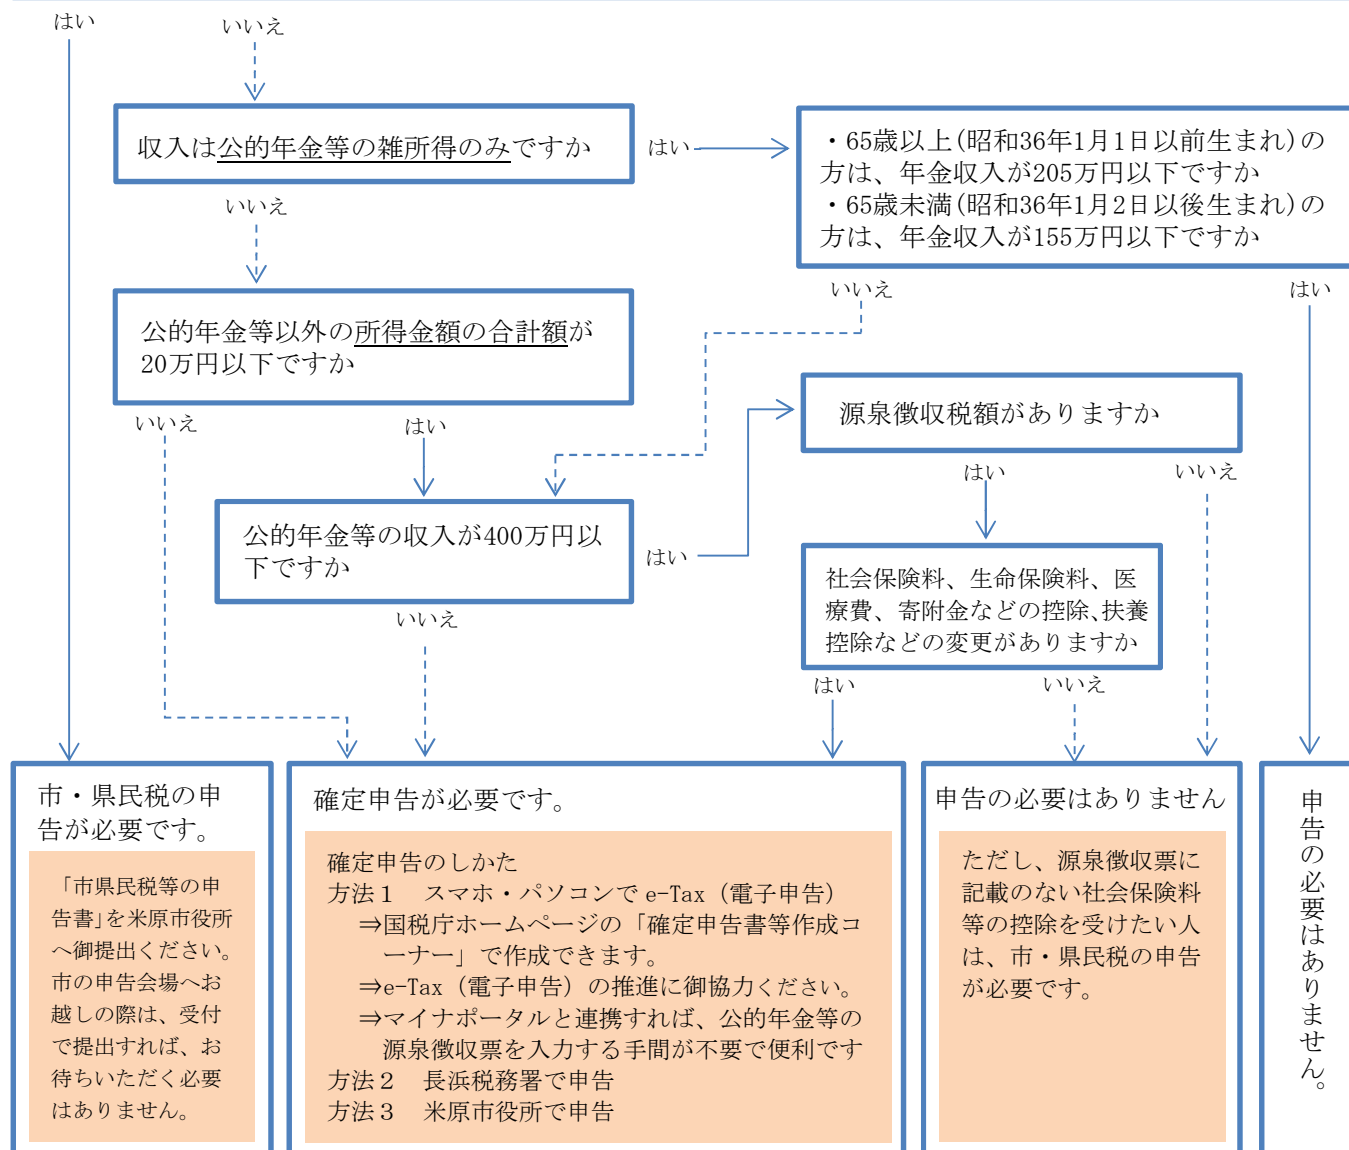 はい
いいえ
収入は公的年金等の雑所得のみですか
はい
・65歳以上(昭和36年1月1日以前生まれ)の
方は、年金収入が205万円以下ですか
・65歳未満(昭和36年1月2日以後生まれ)の
方は、年金収入が155万円以下ですか
いいえ
いいえ
はい
公的年金等以外の所得金額の合計額が
20万円以下ですか
源泉徴収税額がありますか
いいえ
はい
はい
いいえ
公的年金等の収入が400万円以
下ですか
はい
社会保険料、生命保険料、医
療費、寄附金などの控除、扶養
控除などの変更がありますか
いいえ
はい
いいえ
市・県民税の申
告が必要です。
「市県民税等の申
告書」を米原市役所
へ御提出ください。
市の申告会場へお
越しの際は、受付
で提出すれば、お
待ちいただく必要
はありません。
確定申告が必要です。
確定申告のしかた
方法１　スマホ・パソコンで e-Tax（電子申告）
⇒国税庁ホームページの「確定申告書等作成コ
ーナー」で作成できます。
⇒e-Tax（電子申告）の推進に御協力ください。
⇒マイナポータルと連携すれば、公的年金等の
源泉徴収票を入力する手間が不要で便利です
方法２　長浜税務署で申告
方法３　米原市役所で申告
申告の必要はありません
ただし、源泉徴収票に
記載のない社会保険料
等の控除を受けたい人
は、市・県民税の申告
が必要です。
申告の必要はありません。